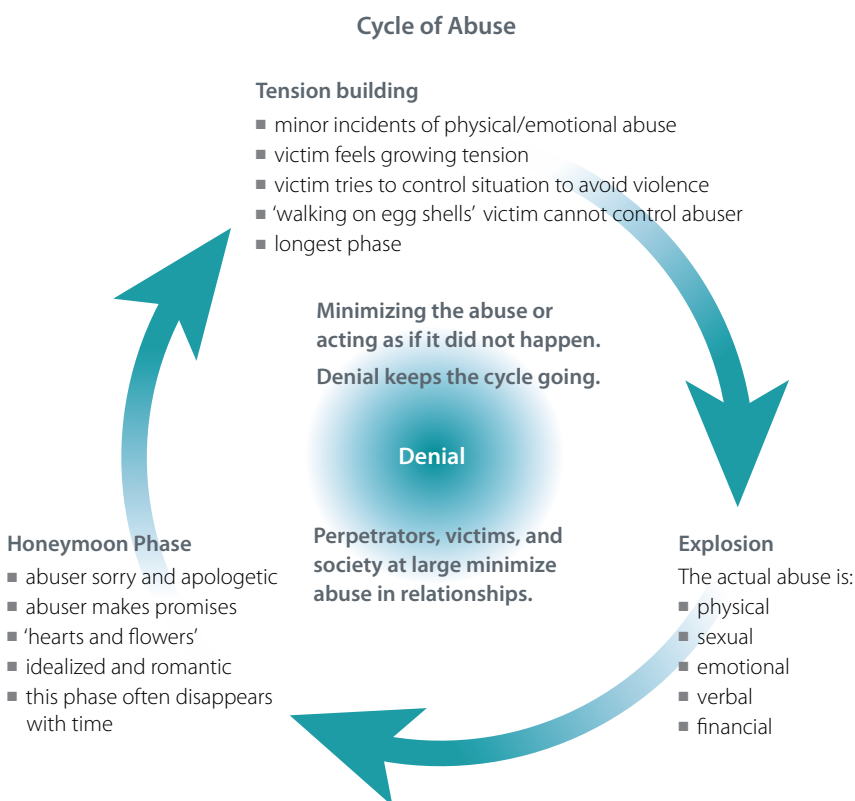 Cycle of Abuse
Tension building
■ minor incidents of physical/emotional abuse
■ victim feels growing tension
■ victim tries to control situation to avoid violence
■ ‘walking on egg shells’ victim cannot control abuser
■ longest phase
Minimizing the abuse or
acting as if it did not happen.
Denial keeps the cycle going.
Denial
Perpetrators, victims, and
society at large minimize
abuse in relationships.
Honeymoon Phase
■ abuser sorry and apologetic
■ abuser makes promises
■ ‘hearts and flowers’
■ idealized and romantic
■ this phase often disappears
with time
Explosion
The actual abuse is:
■ physical
■ sexual
■ emotional
■ verbal
■ financial